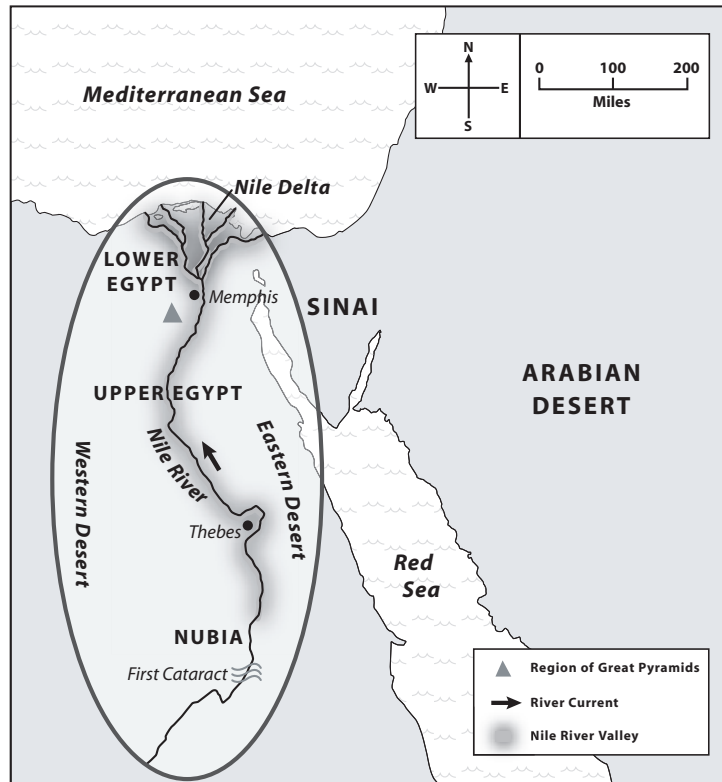 N
W E
S
0 100 200
Miles
Mediterranean Sea
Nile Delta
LOWER
EGYPT
Memphis
SINAI
UPPER EGYPT
ARABIAN
DESERT
Nile River
Western Desert
Eastern Desert
Thebes
Red
Sea
NUBIA
First Cataract
Region of Great Pyramids
River Current
Nile River Valley